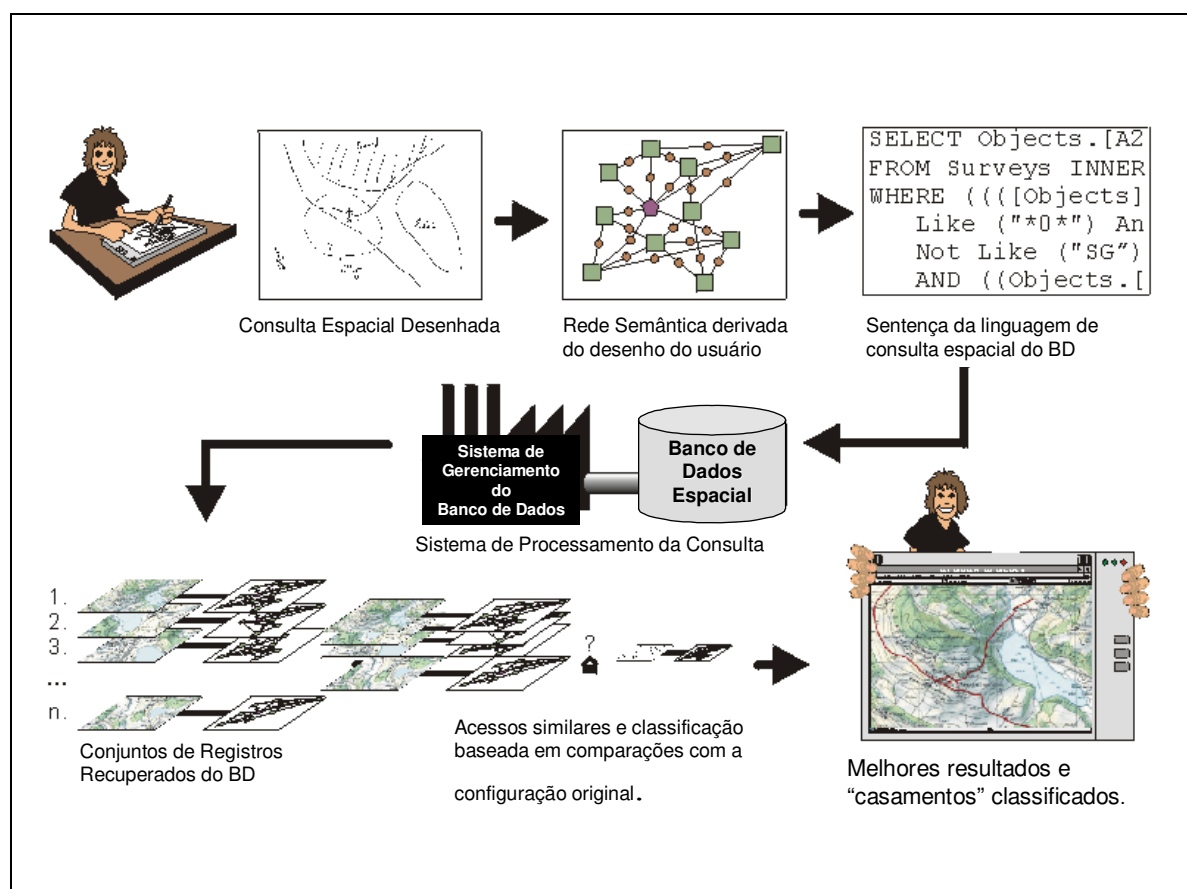 SELECT Objects.[A2
FROM Surveys INNER
WHERE (((([Objects]
Like ("*0*") An
Not Like ("SG")
AND ((Objects.[
Consulta Espacial Desenhada
Rede Semântica derivada
do desenho do usuário
Sentença da linguagem de
consulta espacial do BD
Sistema de
Gerenciamento
do
Banco de Dados
Banco de
Dados
Espacial
Sistema de Processamento da Consulta
1.
2.
3.
...
n.
?
Conjuntos de Registros
Recuperados do BD
Acessos similares e classificação
baseada em comparações com a
configuração original.
Melhores resultados e
“casamentos” classificados.